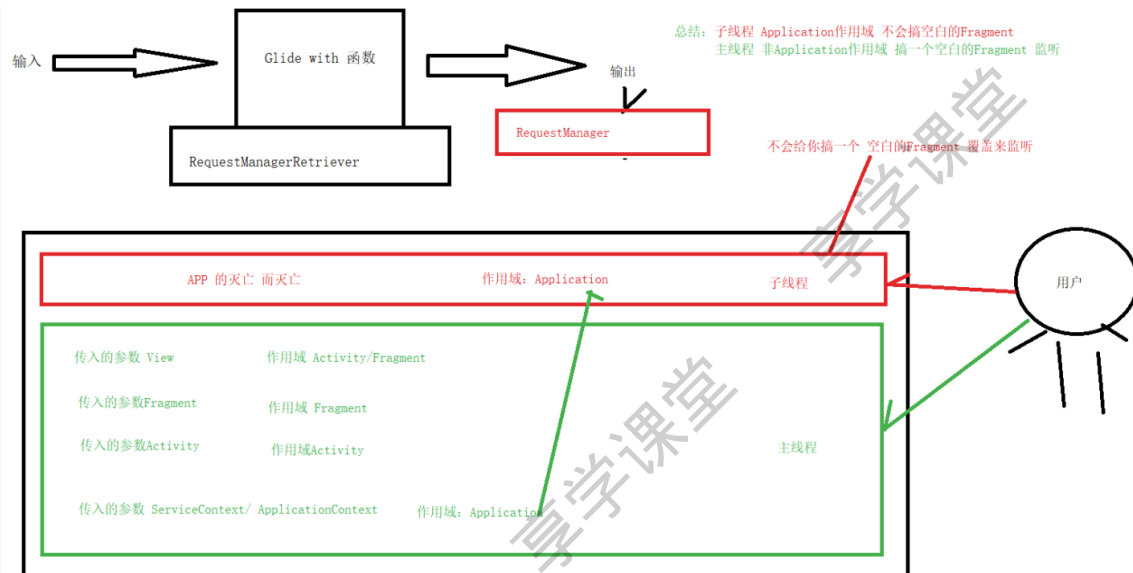 总结：子线程 Application作用域 不会搞空白的Fragment
主线程 非Application作用域 搞一个空白的Fragment 监听
输入
Glide with 函数
输出
RequestManager
RequestManagerRetriever
不会给你搞一个 空白的Fragment 覆盖来监听
APP 的灭亡 而灭亡
作用域：Application
子线程
用户
传入的参数 View
作用域 Activity/Fragment
传入的参数Fragment
作用域 Fragment
传入的参数Activity
作用域Activity
主线程
传入的参数 ServiceContext/ ApplicationContext
作用域：Application
享学课堂
享学课堂